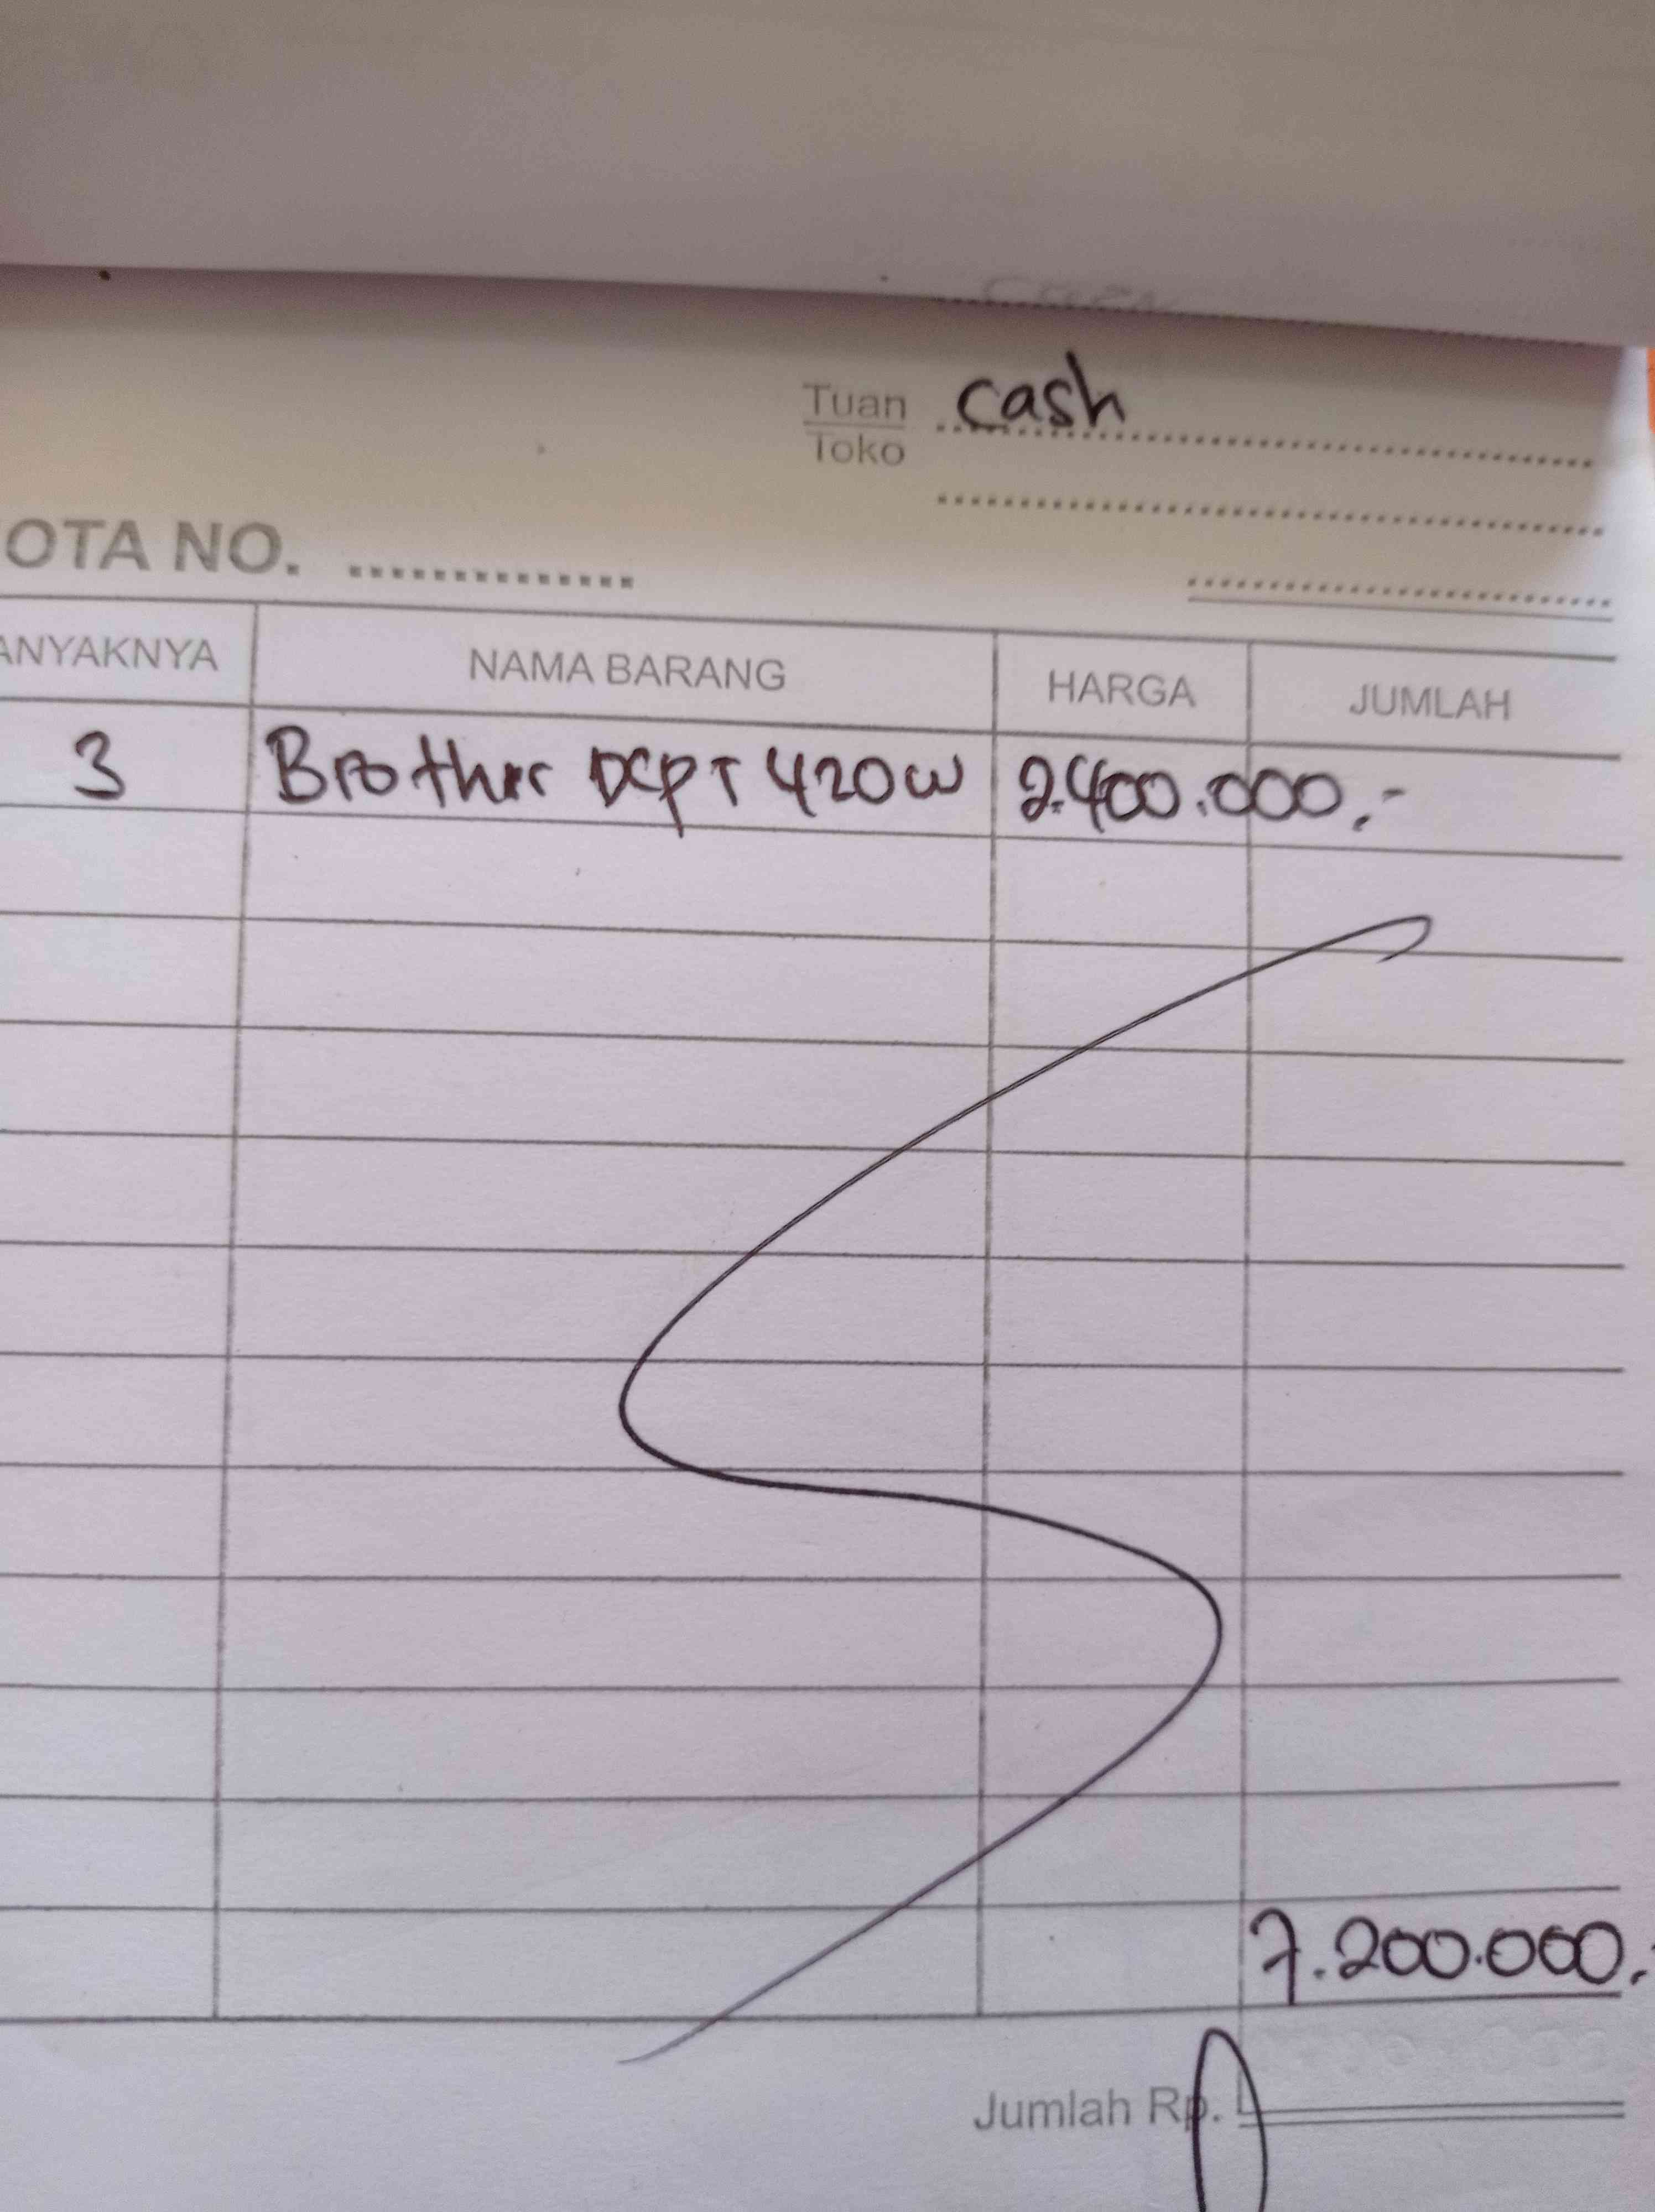 Tuan cash
Toko
OTA NO.
ANYAKNYA NAMA BARANG HARGA JUMLAH
3 Brother DCP T 420W 2.400.000,-
7.200.000,-
Jumlah Rp.